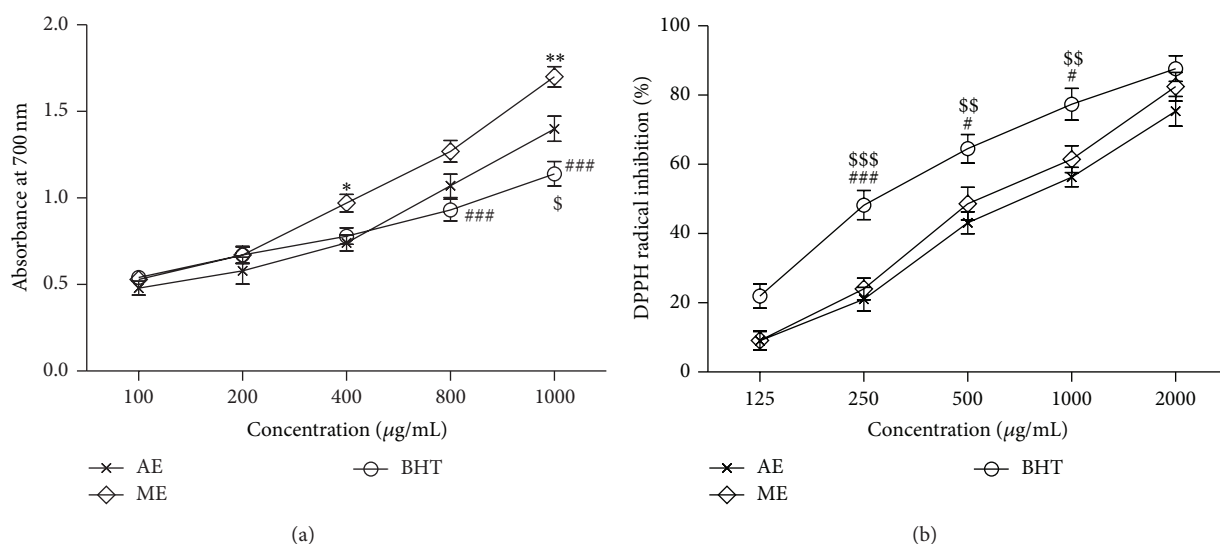 2.0
1.5
1.0
0.5
0.0
Absorbance at 700 nm
*
**
###
###
$
100 200 400 800 1000
Concentration (μg/mL)
AE
ME
BHT
(a)
100
80
60
40
20
0
DPPH radical inhibition (%)
$$$
###
$$
#
$$
#
125 250 500 1000 2000
Concentration (μg/mL)
AE
ME
BHT
(b)